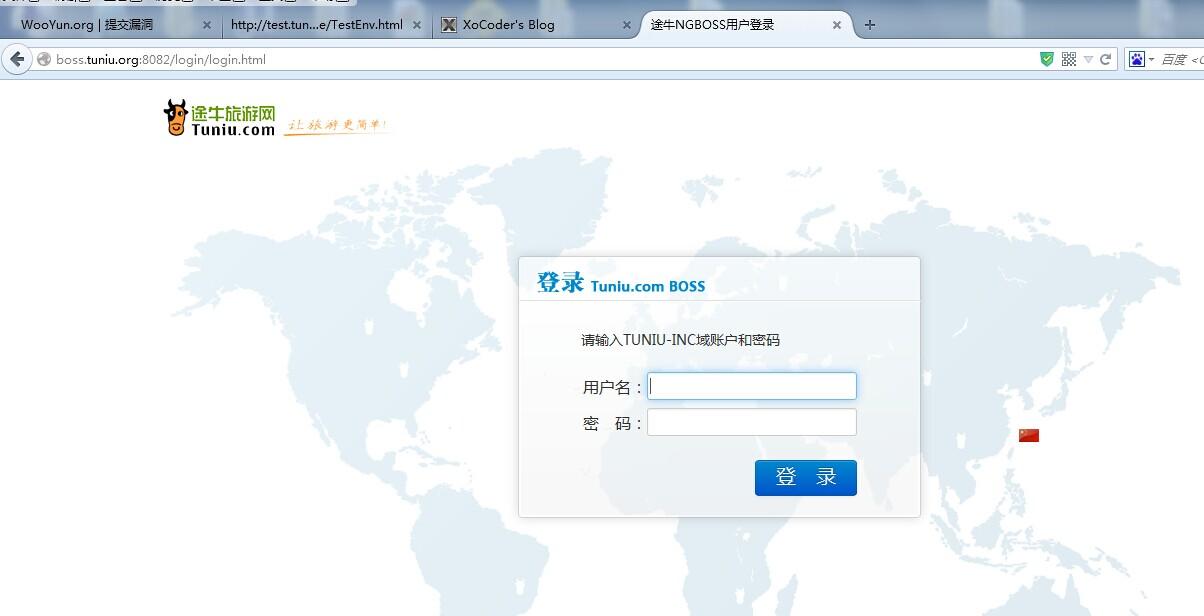 WooYun.org | 提交漏洞
http://test.tun...e/TestEnv.html
XoCoder's Blog
途牛NGBOSS用户登录
boss.tuniu.org:8082/login/login.html
百度
途牛旅游网
Tuniu.com
让旅游更简单!
登录 Tuniu.com BOSS
请输入TUNIU-INC域账户和密码
用户名：
密 码：
登 录